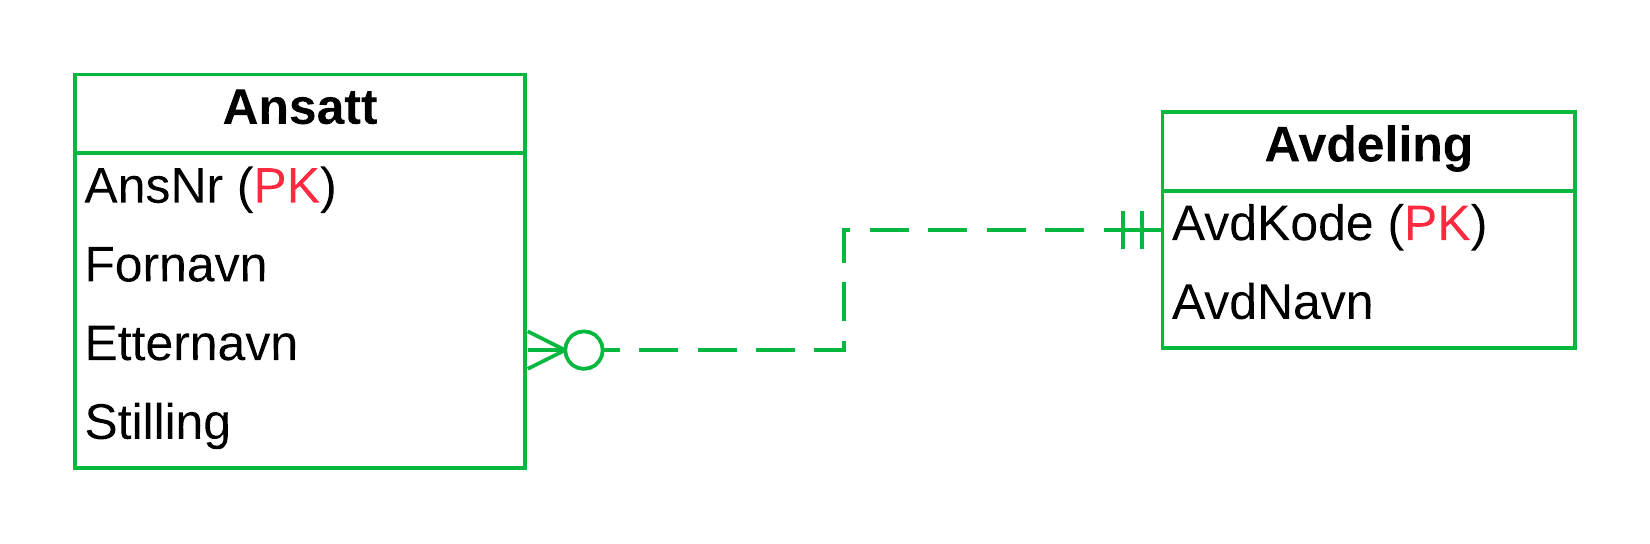 Ansatt
AnsNr (PK)
Fornavn
Etternavn
Stilling
Avdeling
AvdKode (PK)
AvdNavn